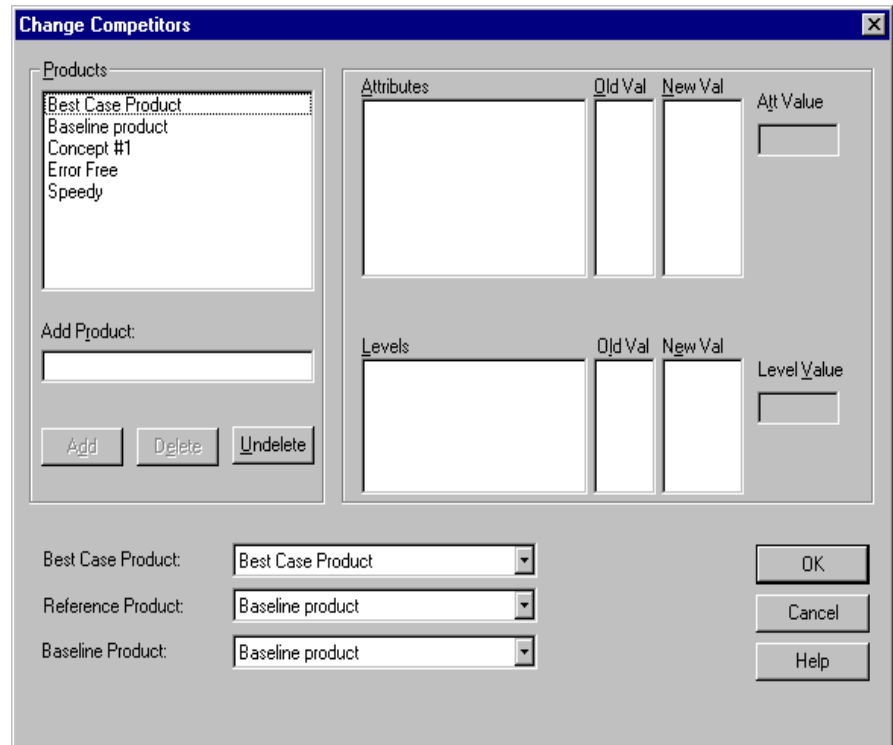 Change Competitors
Products
Best Case Product
Baseline product
Concept #1
Error Free
Speedy
Add Product:
Add
Delete
Undelete
Attributes
Old Val
New Val
Att Value
Levels
Old Val
New Val
Level Value
Best Case Product:
Best Case Product
Reference Product:
Baseline product
Baseline Product:
Baseline product
OK
Cancel
Help